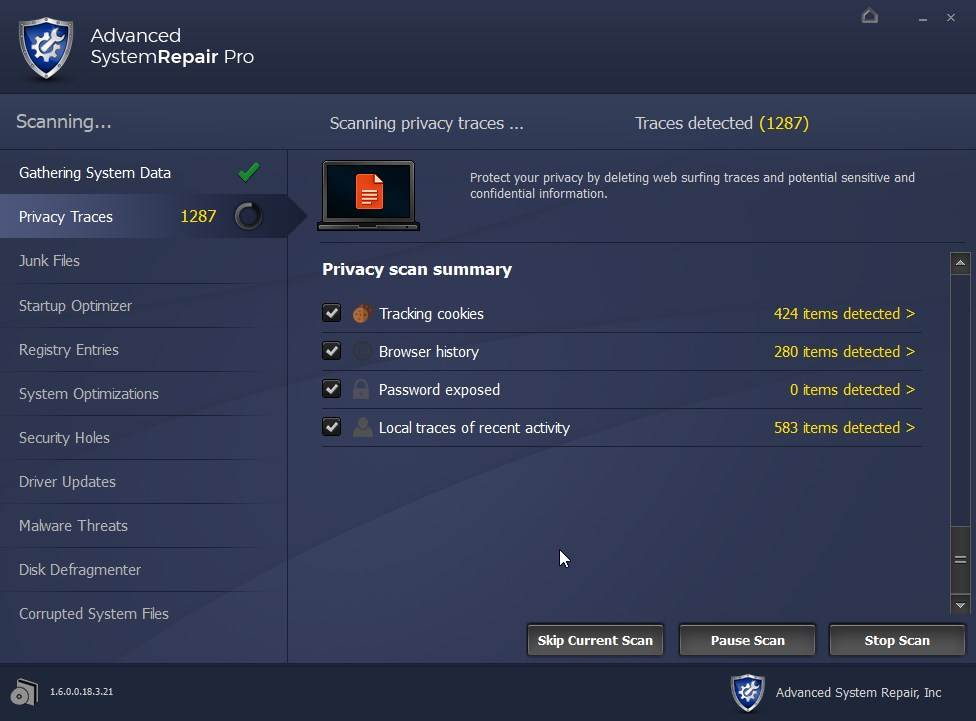 Advanced
SystemRepair Pro
Scanning...
Scanning privacy traces ...
Traces detected (1287)
Gathering System Data
Privacy Traces 1287
Junk Files
Startup Optimizer
Registry Entries
System Optimizations
Security Holes
Driver Updates
Malware Threats
Disk Defragmenter
Corrupted System Files
Protect your privacy by deleting web surfing traces and potential sensitive and
confidential information.
Privacy scan summary
Tracking cookies 424 items detected >
Browser history 280 items detected >
Password exposed 0 items detected >
Local traces of recent activity 583 items detected >
Skip Current Scan
Pause Scan
Stop Scan
1.6.0.0.18.3.21
Advanced System Repair, Inc